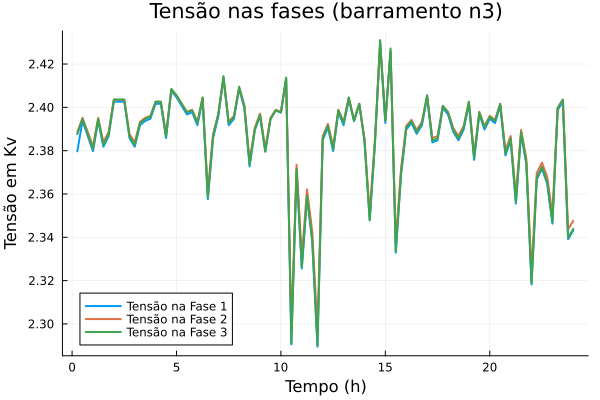 Tensão nas fases (barramento n3)
Tensão em Kv
2.42
2.40
2.38
2.36
2.34
2.32
2.30
Tensão na Fase 1
Tensão na Fase 2
Tensão na Fase 3
0 5 10 15 20
Tempo (h)